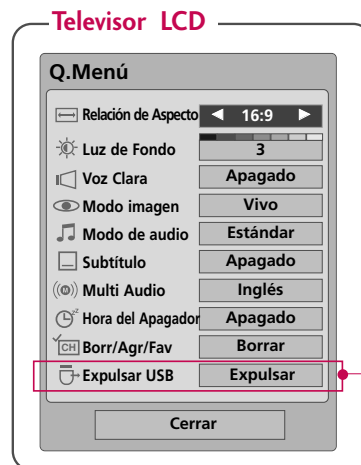 Televisor LCD
Q.Menú
Relación de Aspecto ◄ 16:9 ►
Luz de Fondo 3
Voz Clara Apagado
Modo imagen Vivo
Modo de audio Estándar
Subtítulo Apagado
Multi Audio Inglés
Hora del Apagador Apagado
CH Borr/Agr/Fav Borrar
Expulsar USB Expulsar
Cerrar